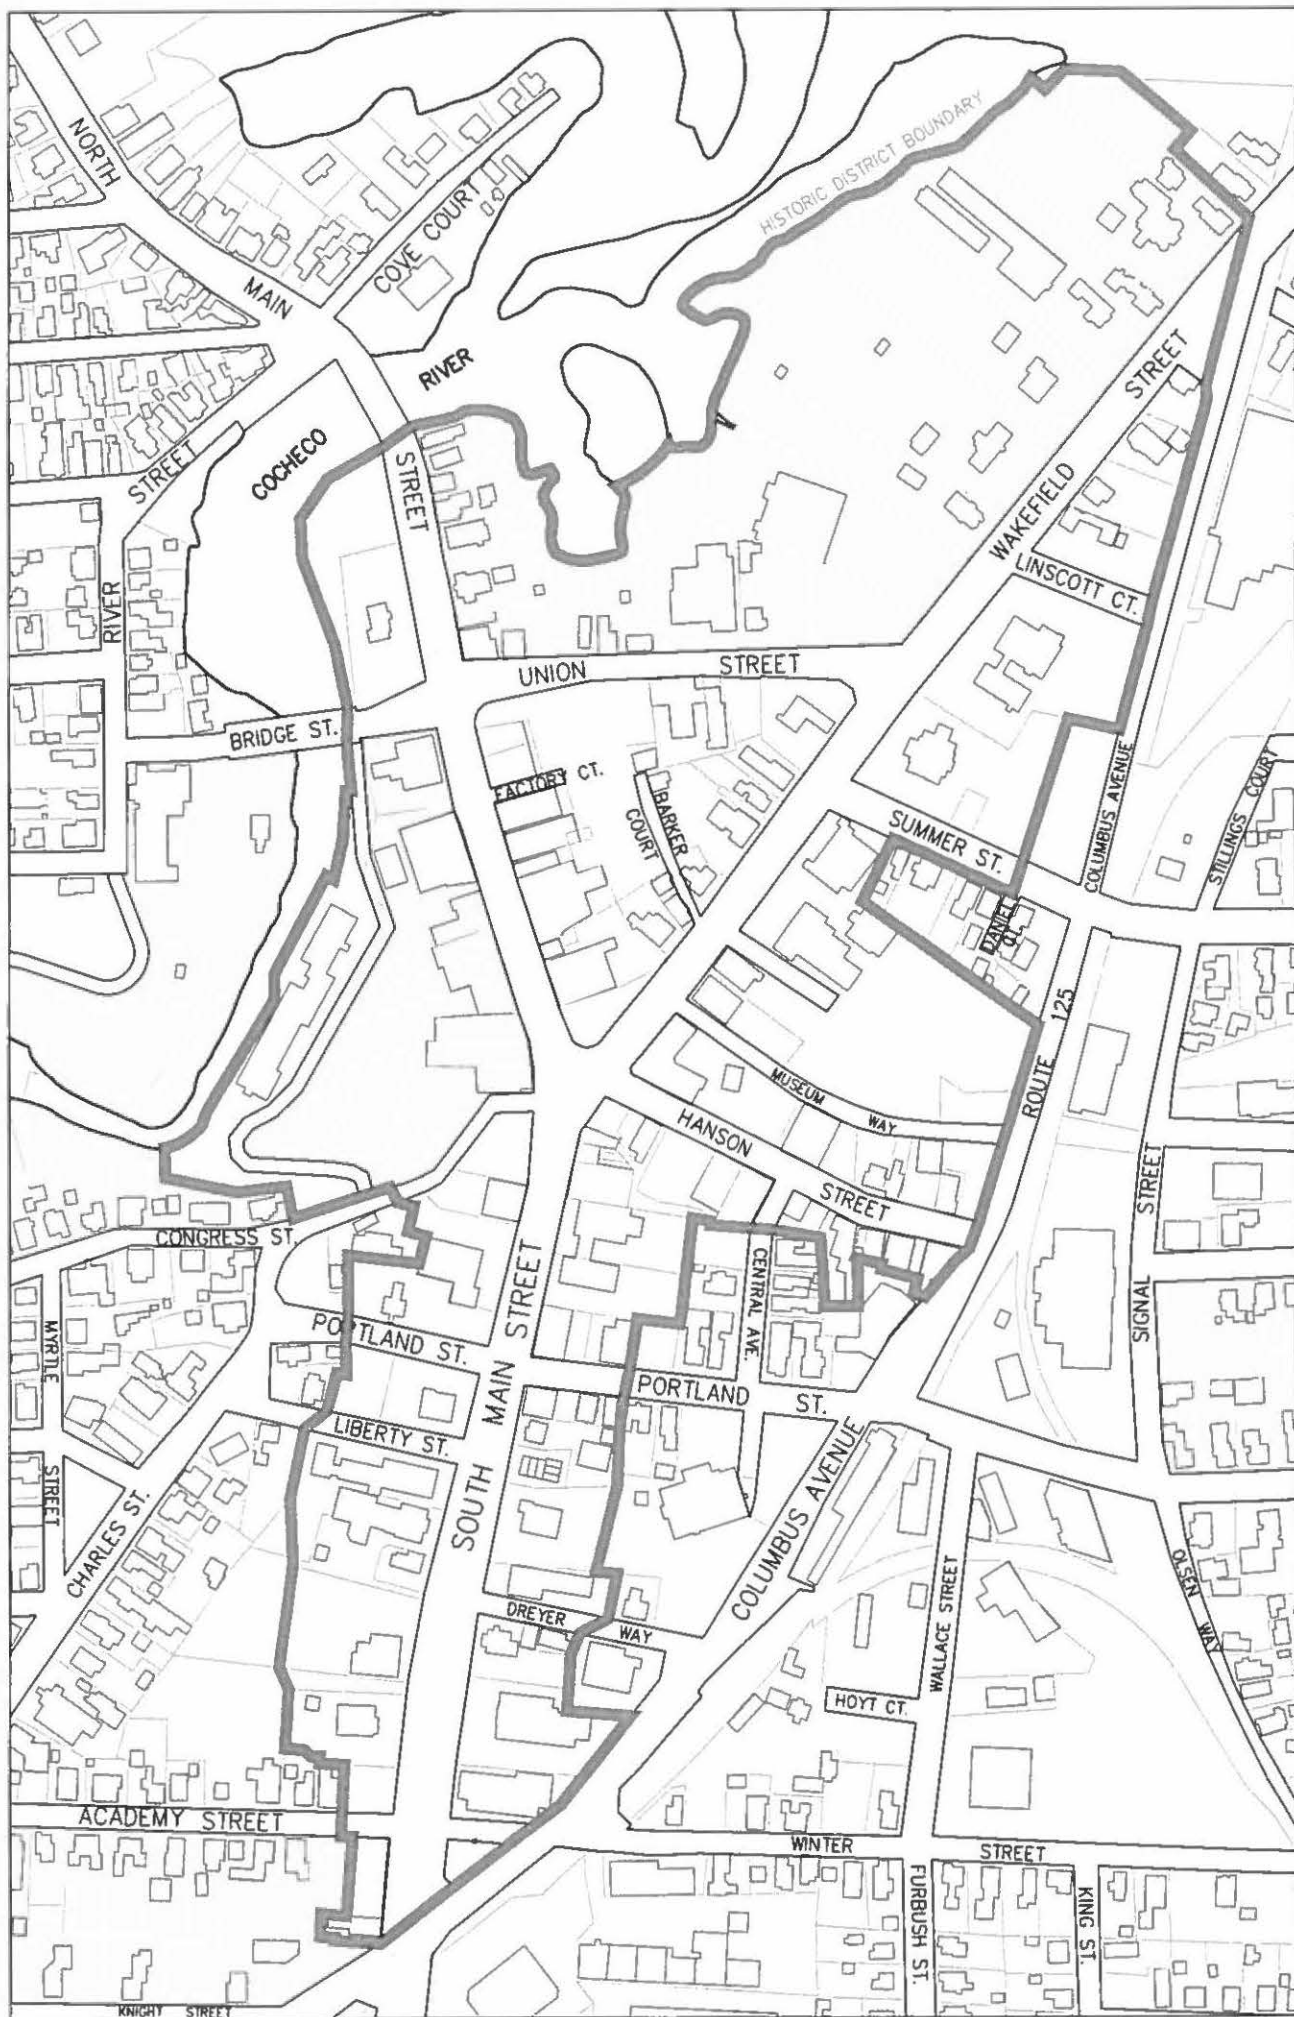 NORTH
MAIN
STREET
COVE COURT
HISTORIC DISTRICT BOUNDARY
RIVER
COCHECO
STREET
RIVER
WAKEFIELD
STREET
LINSCOTT CT.
UNION STREET
BRIDGE ST.
FACTORY CT.
BARKER
COURT
SUMMER ST.
COLUMBUS AVENUE
STILLINGS COURT
DANIEL
CT.
ROUTE 125
MUSEUM WAY
HANSON
STREET
CONGRESS ST.
CENTRAL AVE.
SIGNAL STREET
MYRTLE
STREET
PORTLAND ST.
PORTLAND ST.
LIBERTY ST.
SOUTH MAIN STREET
CHARLES ST.
COLUMBUS AVENUE
WALLACE STREET
OLSEN WAY
DREYER WAY
HOYT CT.
ACADEMY STREET
WINTER STREET
FURBUSH ST.
KING ST.
KNIGHT STREET